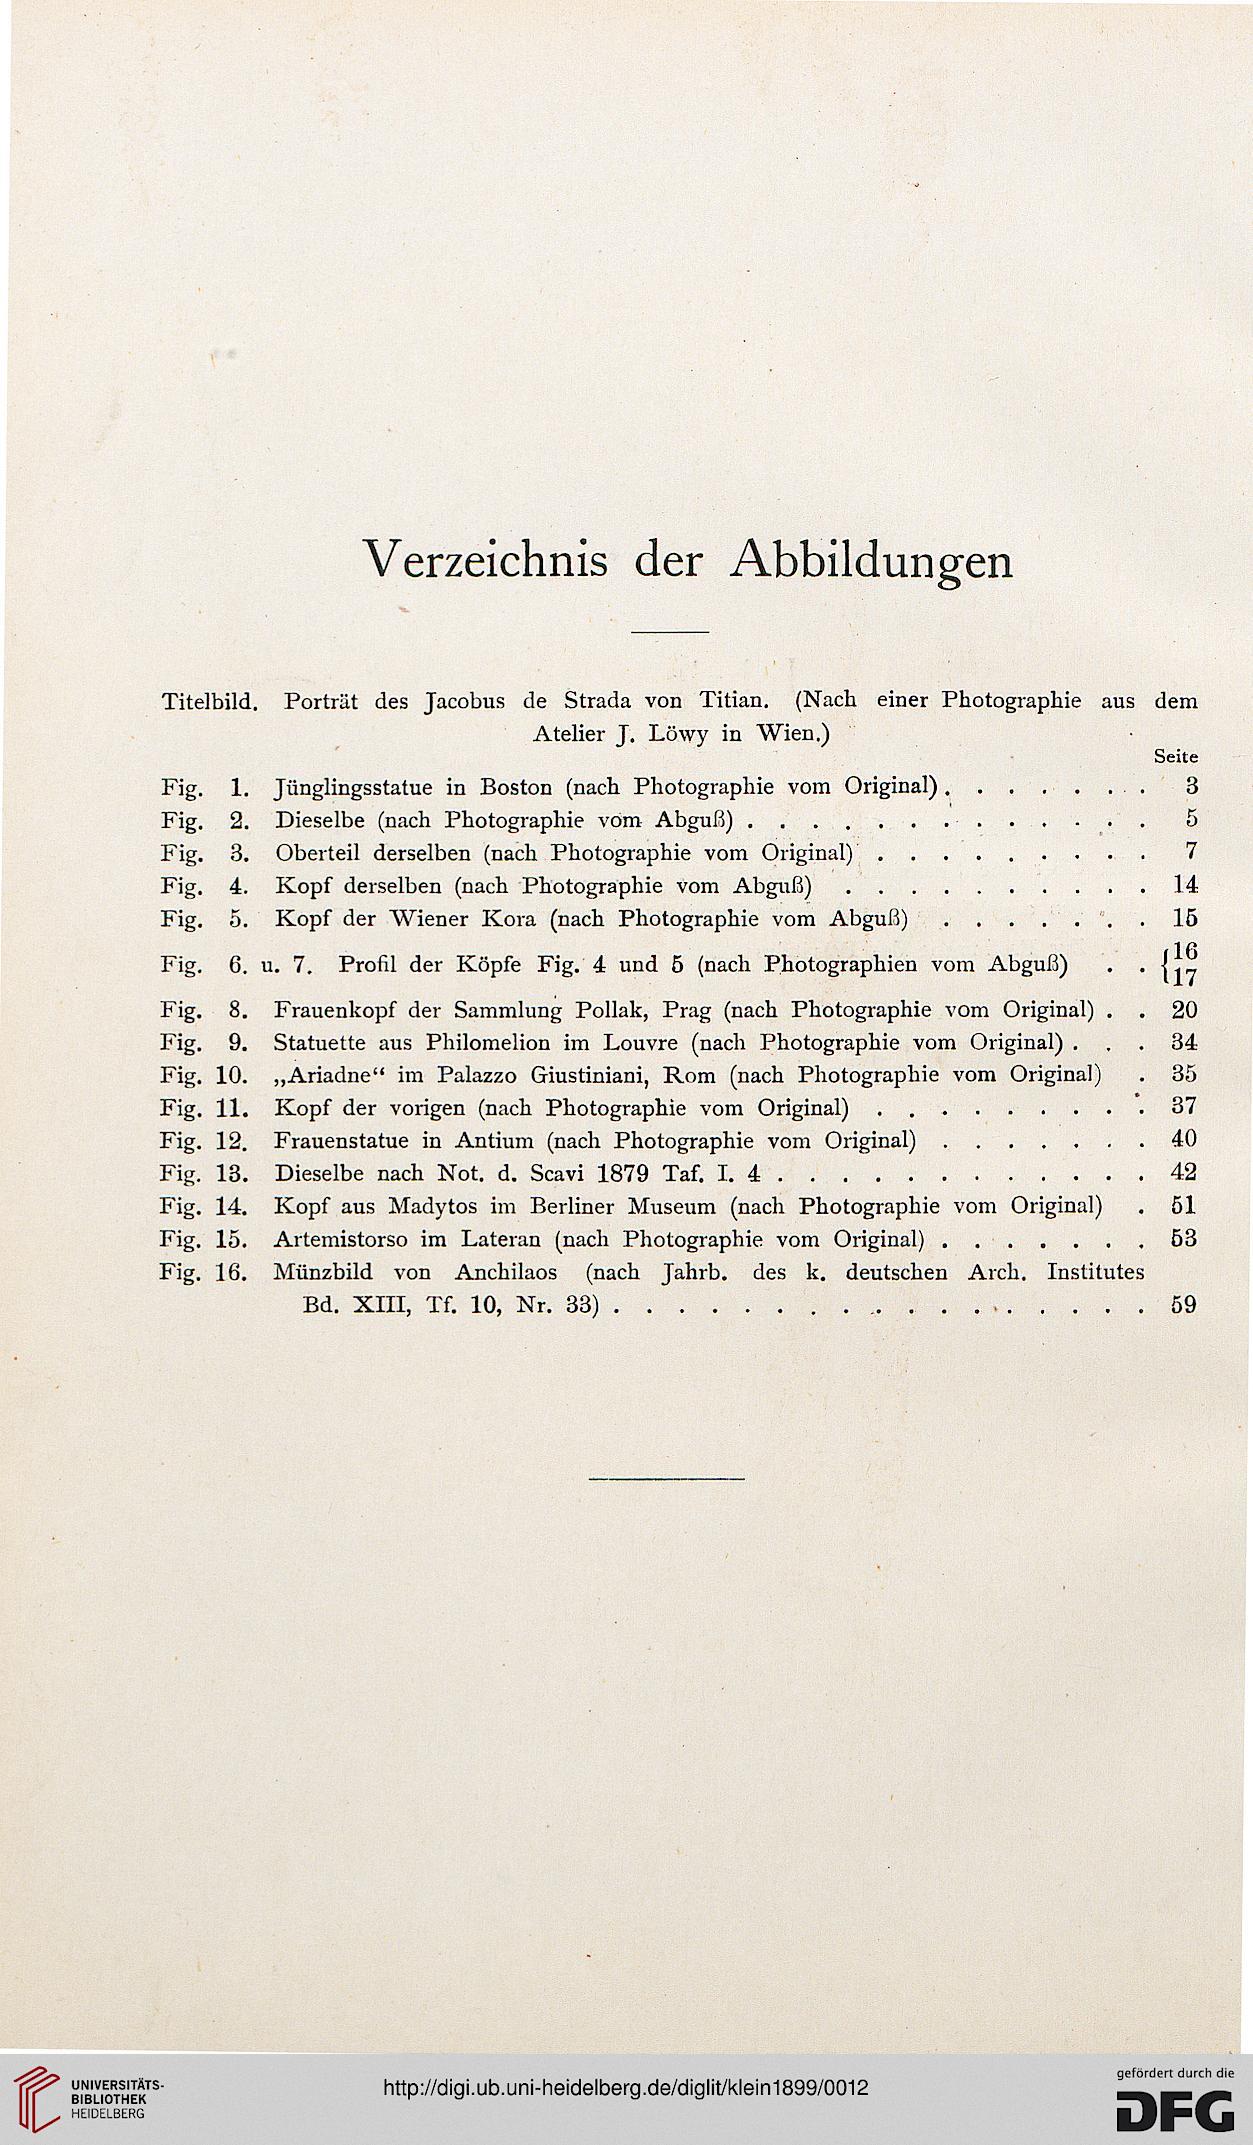 Verzeichnis der Abbildungen
Titelbild. Porträt des Jacobus de Strada von Titian. (Nach einer Photographie aus dem
Atelier J. Löwy in Wien.)
Seite
Fig. 1. Jünglingsstatue in Boston (nach Photographie vom Original) . . . . . . . 3
Fig. 2. Dieselbe (nach Photographie vom Abguß) . . . . . . . . . . . . . 5
Fig. 3. Oberteil derselben (nach Photographie vom Original) . . . . . . . . . 7
Fig. 4. Kopf derselben (nach Photographie vom Abguß) . . . . . . . . . . 14
Fig. 5. Kopf der Wiener Kora (nach Photographie vom Abguß) . . . . . . . 15
Fig. 6. u. 7. Profil der Köpfe Fig. 4 und 5 (nach Photographien vom Abguß) . . {16
{17
Fig. 8. Frauenkopf der Sammlung Pollak, Prag (nach Photographie vom Original) . . 20
Fig. 9. Statuette aus Philomelion im Louvre (nach Photographie vom Original) . . . 34
Fig. 10. „Ariadne“ im Palazzo Giustiniani, Rom (nach Photographie vom Original) . 35
Fig. 11. Kopf der vorigen (nach Photographie vom Original) . . . . . . . . . 37
Fig. 12. Frauenstatue in Antium (nach Photographie vom Original) . . . . . . . 40
Fig. 13. Dieselbe nach Not. d. Scavi 1879 Taf. I. 4 . . . . . . . . . . . . 42
Fig. 14. Kopf aus Madytos im Berliner Museum (nach Photographie vom Original) . 51
Fig. 15. Artemistorso im Lateran (nach Photographie vom Original) . . . . . . . 53
Fig. 16. Münzbild von Anchilaos (nach Jahrb. des k. deutschen Arch. Institutes
Bd. XIII, Tf. 10, Nr. 33) . . . . . . . . . . . . . . . . . 59
UNIVERSITÄTS-
BIBLIOTHEK
HEIDELBERG
http://digi.ub.uni-heidelberg.de/diglit/klein1899/0012
gefördert durch die
DFG